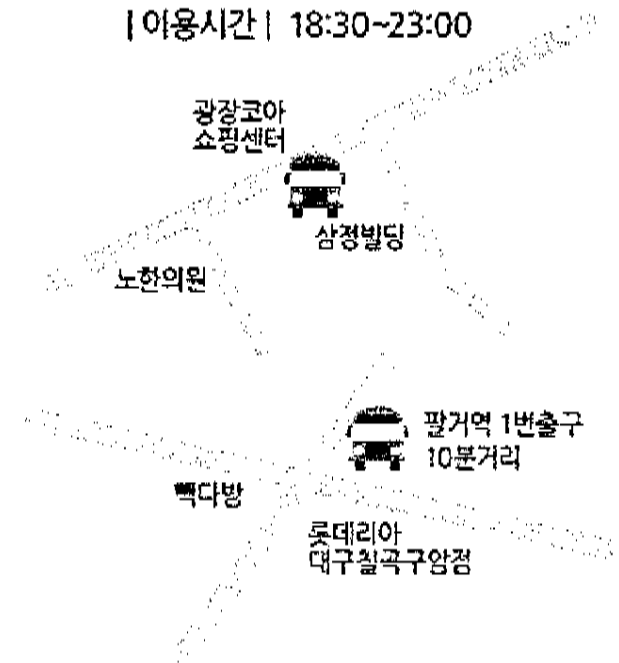 | 이용시간 | 18:30~23:00
광장코아
쇼핑센터
삼정빌딩
노한의원
팔거역 1번출구
10분거리
빽다방
롯데리아
대구칠곡구암점